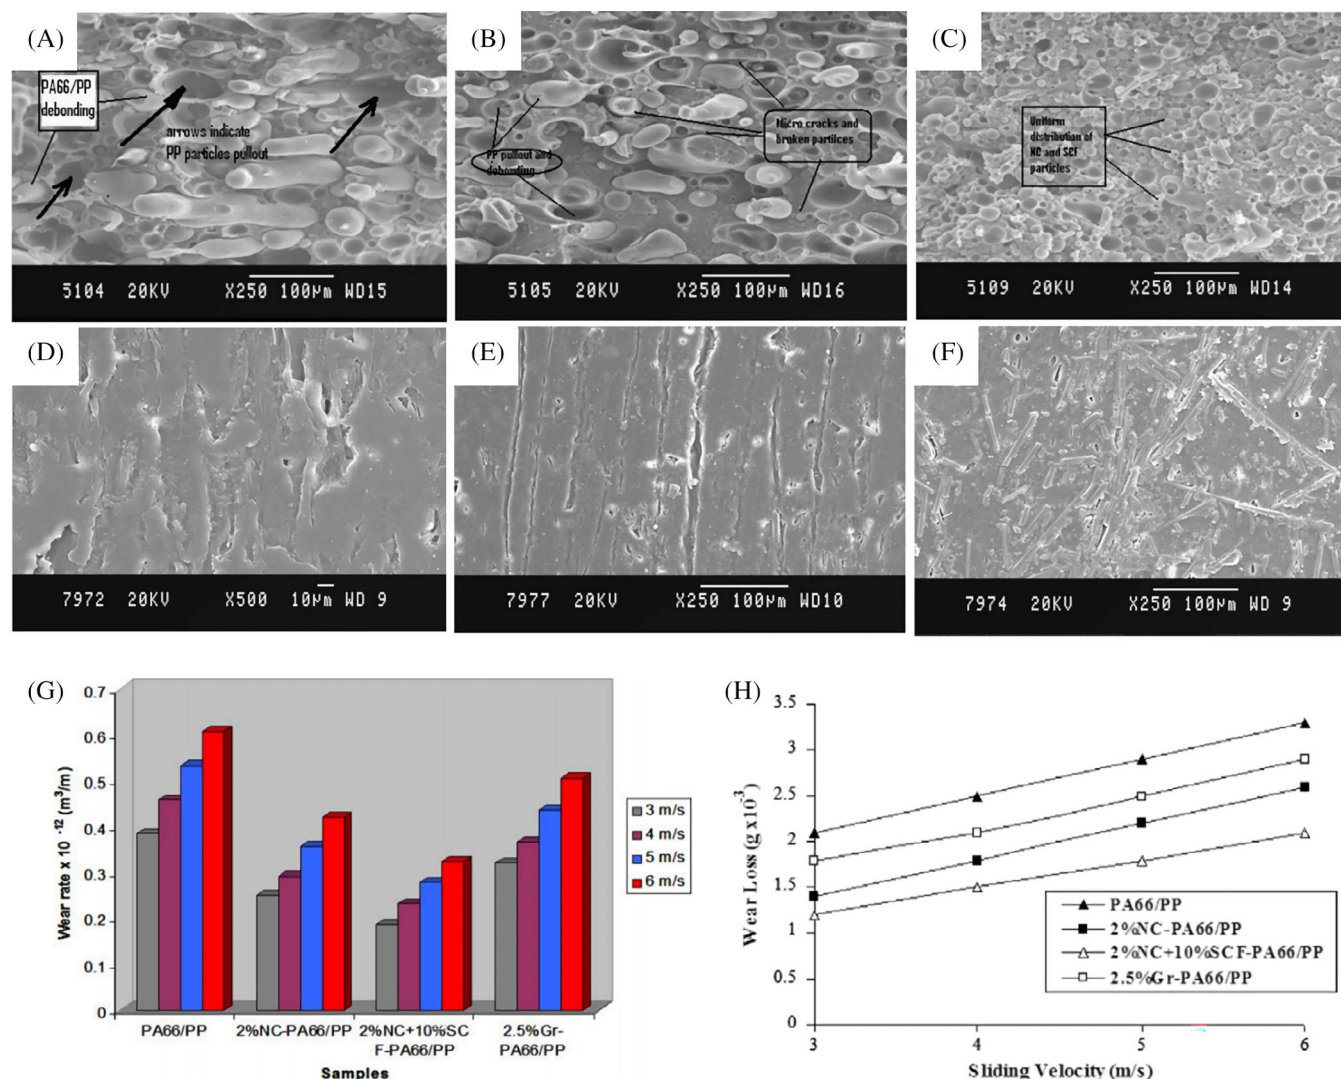 (A)
PA66/PP
debonding
arrows indicate
PP particles pullout
5104 20KV X250 100µm WD15
(B)
Micro cracks and
broken partilces
PP pullout and
debonding
5105 20KV X250 100µm WD16
(C)
Uniform
distribution of
NC and SCF
particles
5109 20KV X250 100µm WD14
(D)
7972 20KV X500 10µm WD 9
(E)
7977 20KV X250 100µm WD10
(F)
7974 20KV X250 100µm WD 9
(G)
Wear rate x 10 -12 (m3/m)
0.7
0.6
0.5
0.4
0.3
0.2
0.1
0
PA66/PP
2%NC-PA66/PP
2%NC+10%SC
F-PA66/PP
2.5%Gr-
PA66/PP
Samples
3 m/s
4 m/s
5 m/s
6 m/s
(H)
Wear Loss (g x10-3)
3.5
3
2.5
2
1.5
1
0.5
0
3
4
5
6
Sliding Velocity (m/s)
PA66/PP
2%NC-PA66/PP
2%NC+10%SCF-PA66/PP
2.5%Gr-PA66/PP